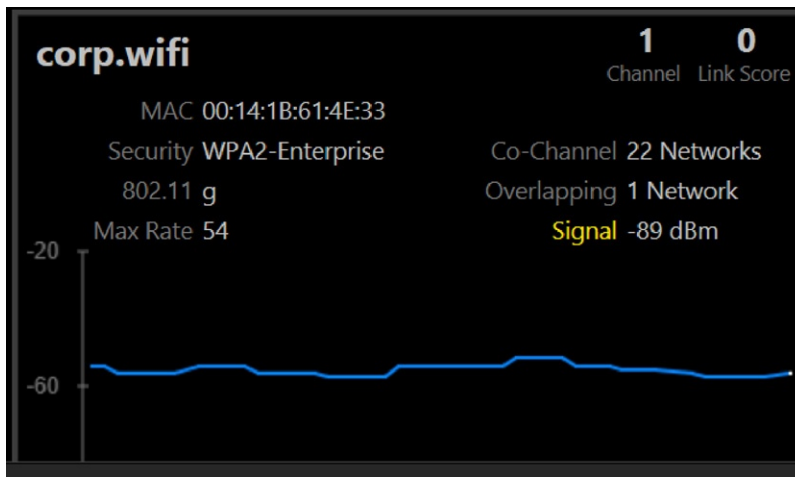 corp.wifi
1 0
Channel Link Score
MAC 00:14:1B:61:4E:33
Security WPA2-Enterprise Co-Channel 22 Networks
802.11 g Overlapping 1 Network
Max Rate 54 Signal -89 dBm
-20
-60